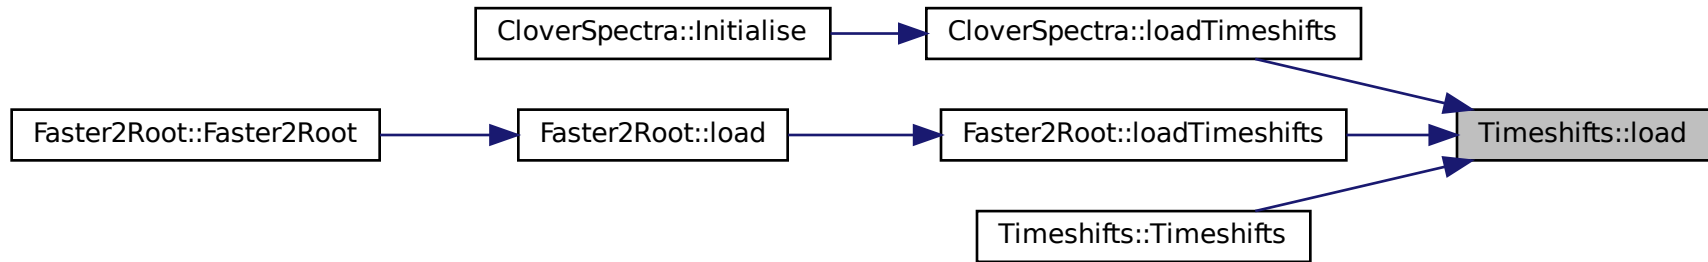 CloverSpectra::Initialise
CloverSpectra::loadTimeshifts
Faster2Root::Faster2Root
Faster2Root::load
Faster2Root::loadTimeshifts
Timeshifts::load
Timeshifts::Timeshifts